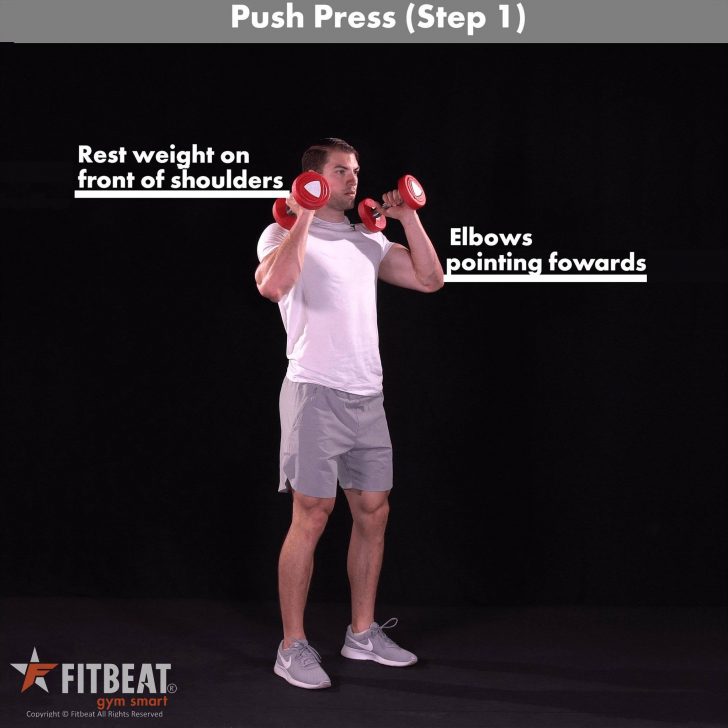 Push Press (Step 1)
Rest weight on
front of shoulders
Elbows
pointing fowards
FITBEAT®
gym smart
Copyright © Fitbeat All Rights Reserved